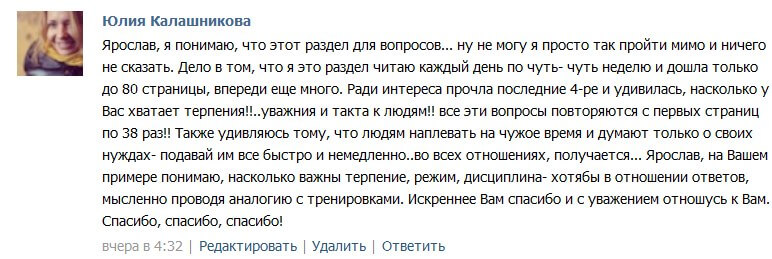 Юлия Калашникова
Ярослав, я понимаю, что этот раздел для вопросов... ну не могу я просто так пройти мимо и ничего
не сказать. Дело в том, что я это раздел читаю каждый день по чуть- чуть неделю и дошла только
до 80 страницы, впереди еще много. Ради интереса прочла последние 4-ре и удивилась, насколько у
Вас хватает терпения!!..уважния и такта к людям!! все эти вопросы повторяются с первых страниц
по 38 раз!! Также удивляюсь тому, что людям наплевать на чужое время и думают только о своих
нуждах- подавай им все быстро и немедленно..во всех отношениях, получается... Ярослав, на Вашем
примере понимаю, насколько важны терпение, режим, дисциплина- хотябы в отношении ответов,
мысленно проводя аналогию с тренировками. Искреннее Вам спасибо и с уважением отношусь к Вам.
Спасибо, спасибо, спасибо!
вчера в 4:32 | Редактировать | Удалить | Ответить